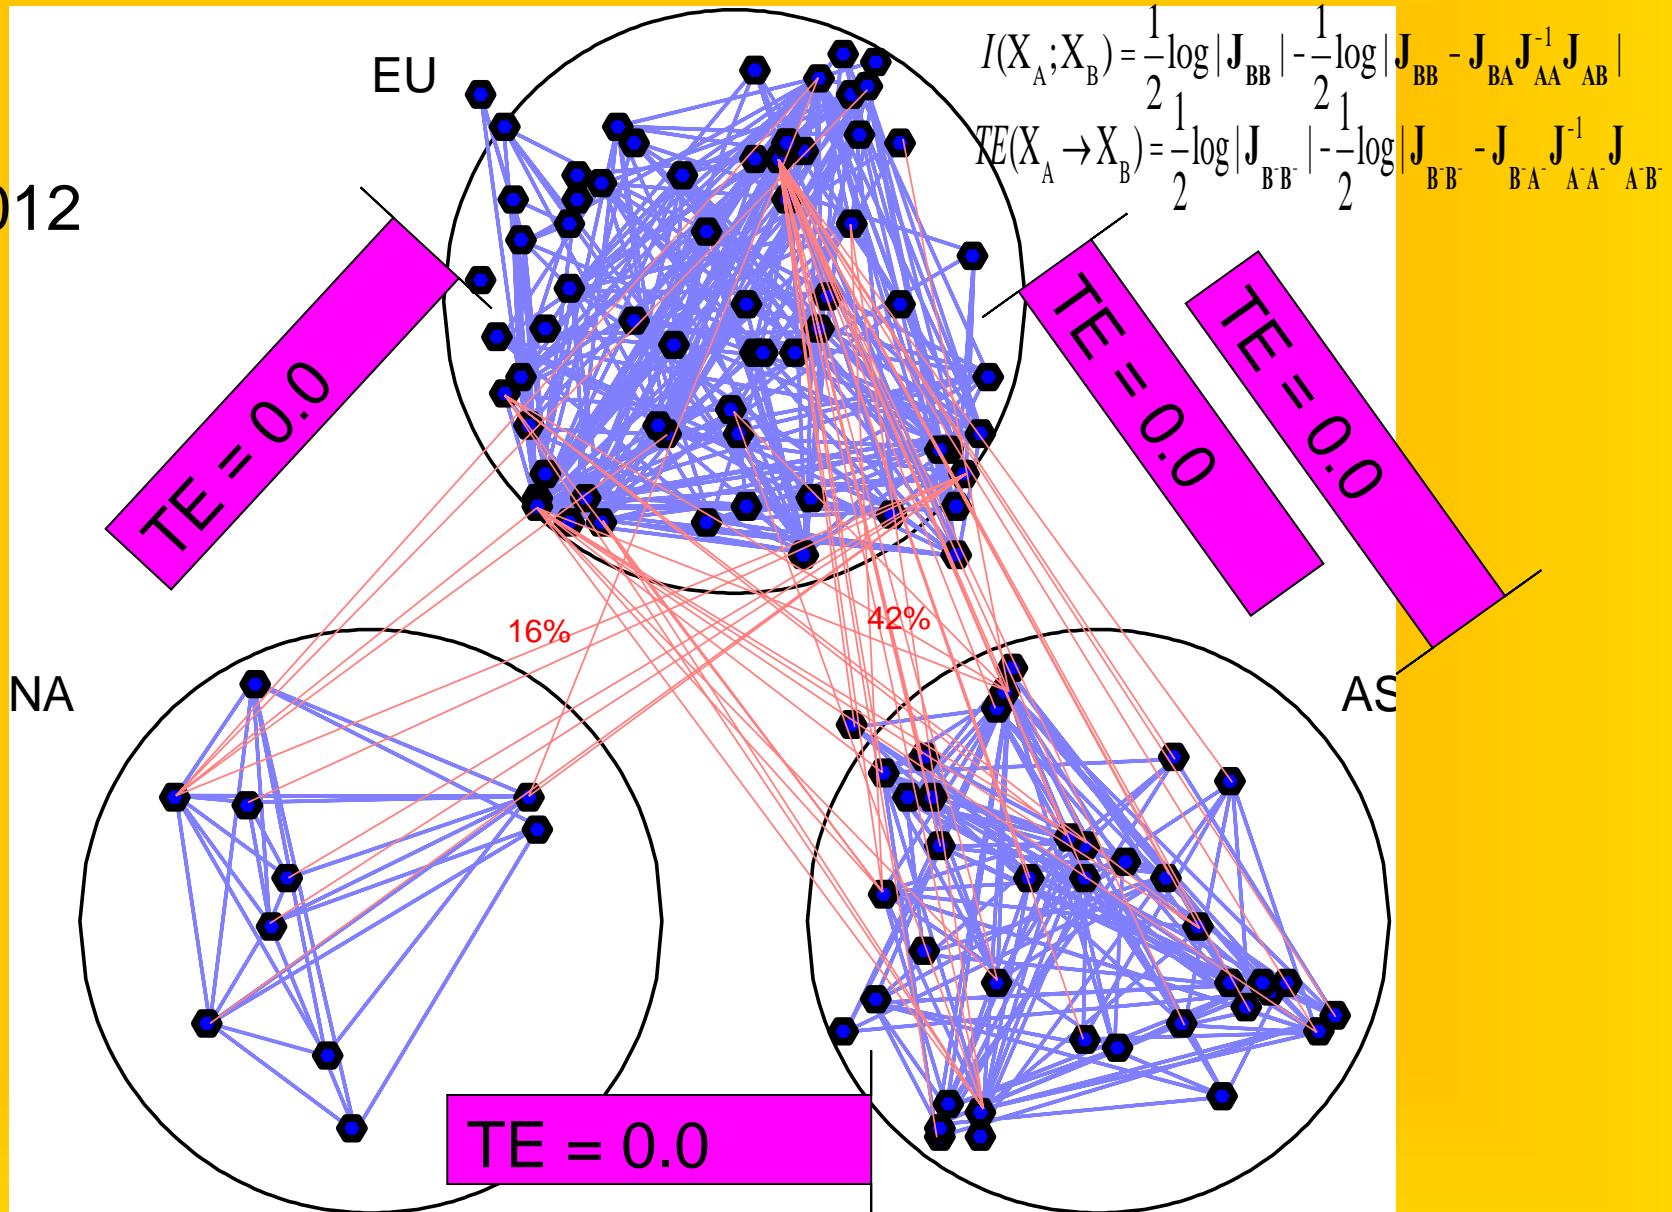 I(X_A;X_B) = 1/2 log | J_BB | - 1/2 log | J_BB - J_BA J_AA^-1 J_AB |
EU
TE(X_A → X_B) = 1/2 log | J_B⁻B⁻ | - 1/2 log | J_B⁻B⁻ - J_B⁻A⁻ J_A⁻A⁻^-1 J_A⁻B⁻
012
TE = 0.0
TE = 0.0
TE = 0.0
16%
42%
NA
AS
TE = 0.0